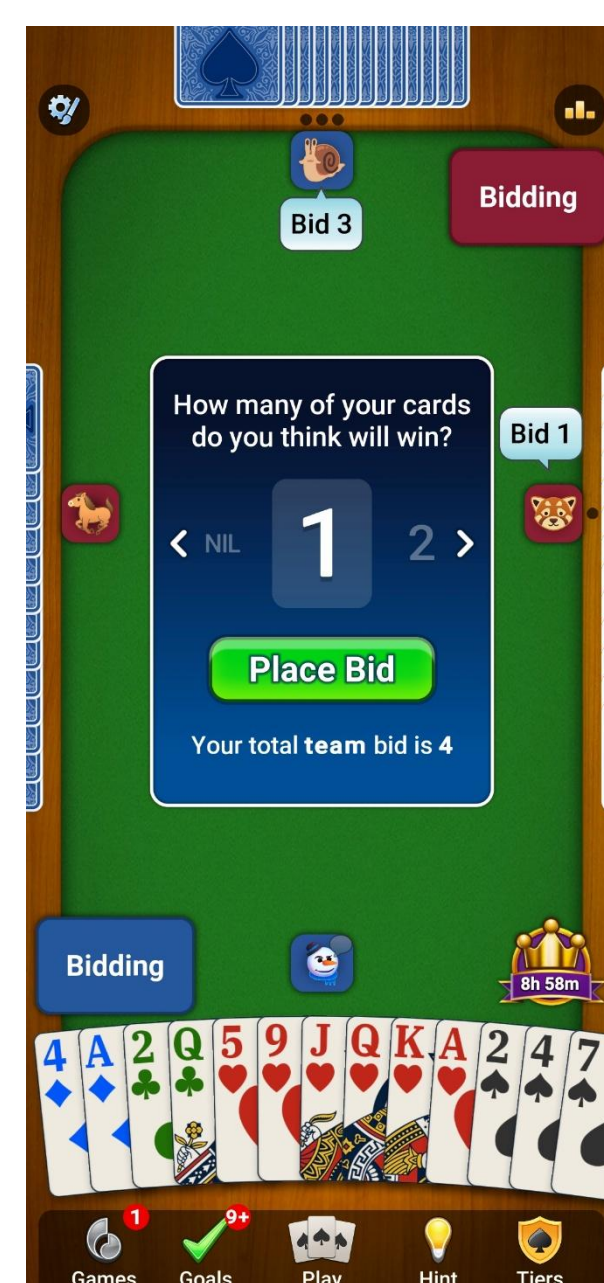 Bid 3
Bidding
How many of your cards
do you think will win?
Bid 1
NIL
1
2
Place Bid
Your total team bid is 4
Bidding
8h 58m
4 A 2 Q 5 9 J Q K A 2 4 7
1
9+
Games Goals Play Hint Tiers